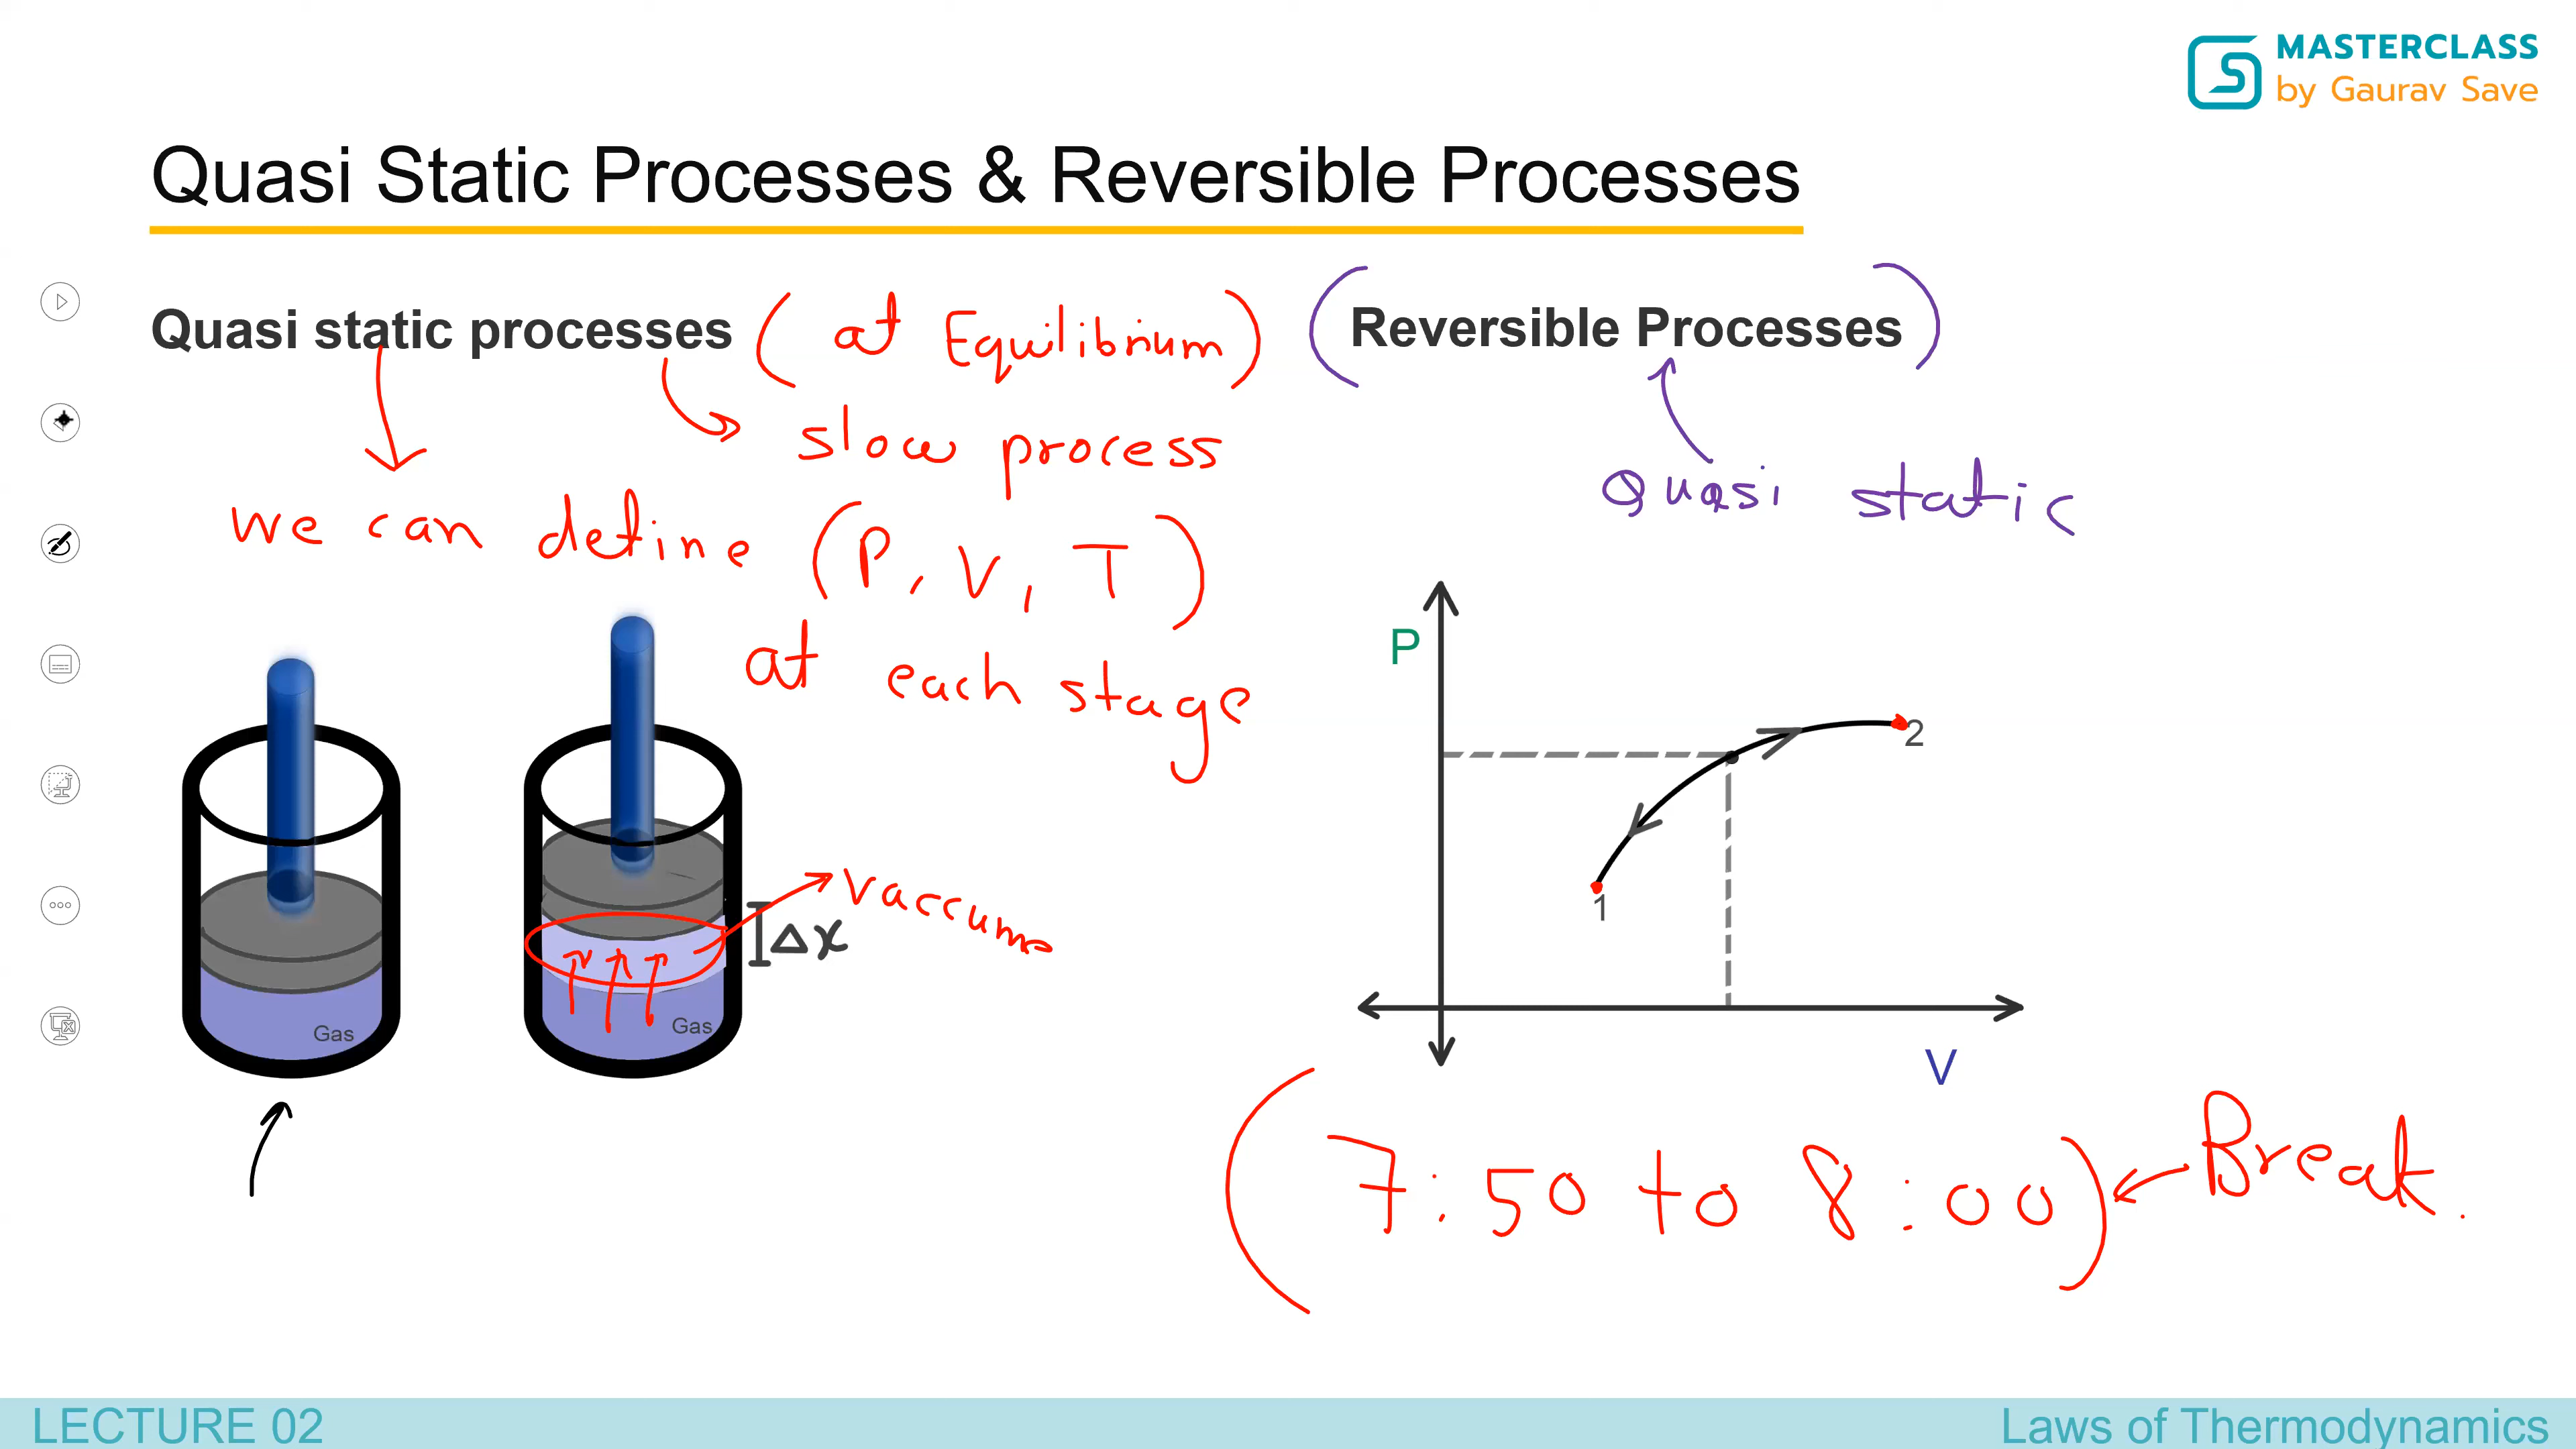 MASTERCLASS
by Gaurav Save
Quasi Static Processes & Reversible Processes
Quasi static processes (at Equilibrium)
slow process
we can define (P, V, T)
at each stage
Gas
Gas
vaccume
Δx
(Reversible Processes)
Quasi static
P
2
1
V
(7:50 to 8:00) Break.
LECTURE 02
Laws of Thermodynamics